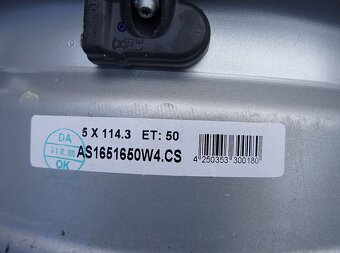 5 X 114.3 ET: 50
DA
AS1651650W4.CS
OK
4 250353 300180